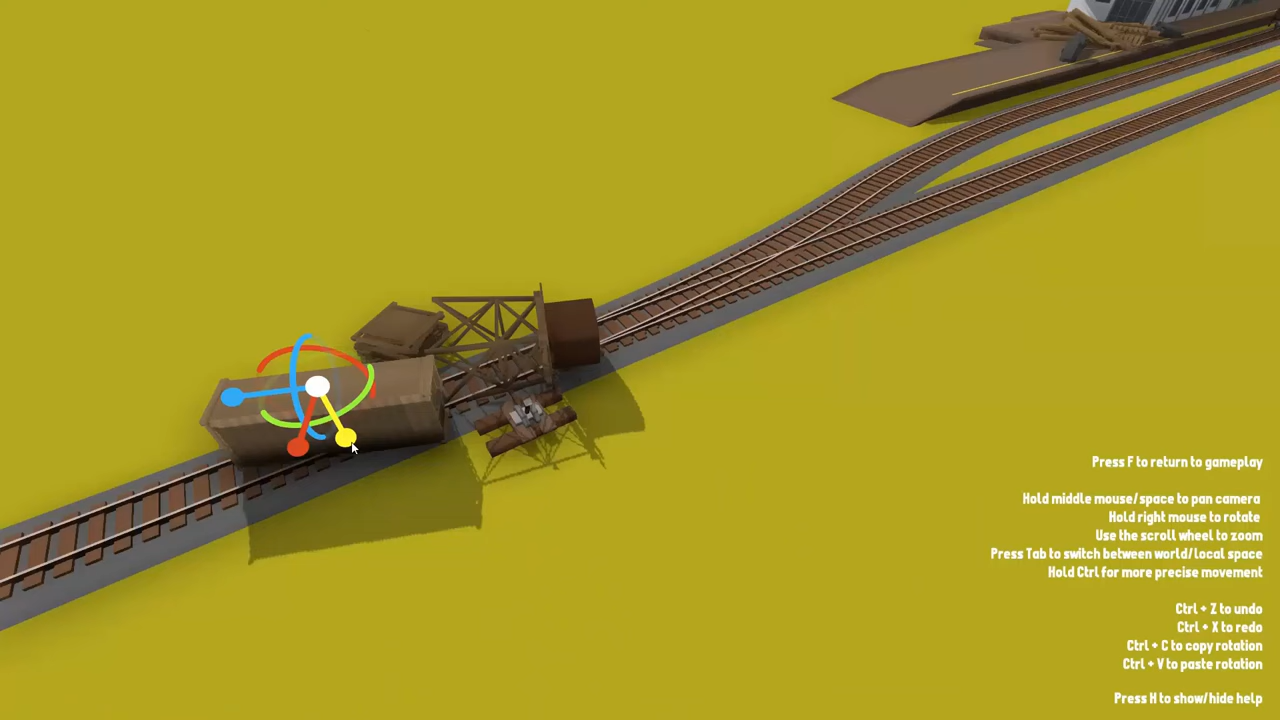 Press F to return to gameplay
Hold middle mouse/space to pan camera
Hold right mouse to rotate
Use the scroll wheel to zoom
Press Tab to switch between world/local space
Hold Ctrl for more precise movement
Ctrl + Z to undo
Ctrl + X to redo
Ctrl + C to copy rotation
Ctrl + V to paste rotation
Press H to show/hide help